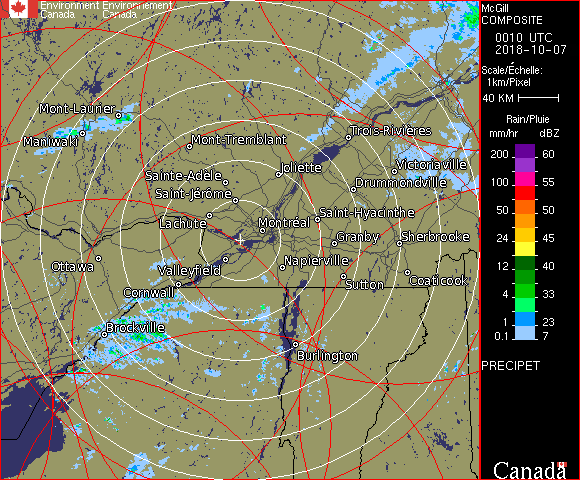 Environment Environnement
Canada Canada
McGill
COMPOSITE
0010 UTC
2018-10-07
Scale/Échelle:
1km/Pixel
40 KM
Rain/Pluie
mm/hr dBZ
200 60
150 57
100 55
50 50
24 45
12 40
4 33
1 23
0.1 7
PRECIPET
Canada
Mont-Laurier
Maniwaki
Mont-Tremblant
Trois-Rivières
Sainte-Adèle
Joliette
Victoriaville
Saint-Jérôme
Drummondville
Lachute
Saint-Hyacinthe
Montréal
Granby
Sherbrooke
Ottawa
Valleyfield
Napierville
Cornwall
Sutton
Coaticook
Brockville
Burlington